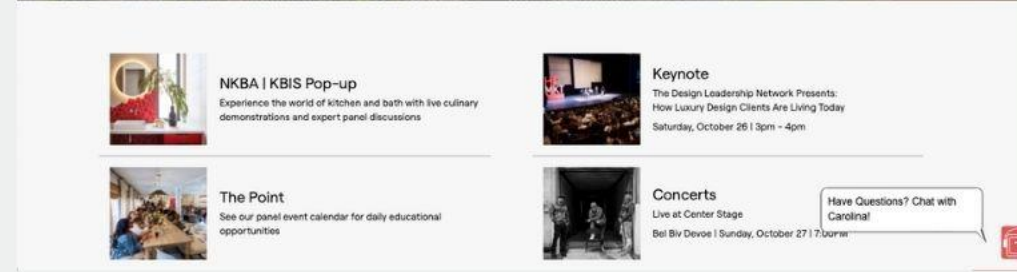 NKBA | KBIS Pop-up
Experience the world of kitchen and bath with live culinary
demonstrations and expert panel discussions
Keynote
The Design Leadership Network Presents:
How Luxury Design Clients Are Living Today
Saturday, October 26 | 3pm - 4pm
The Point
See our panel event calendar for daily educational
opportunities
Concerts
Live at Center Stage
Bel Biv Devoe | Sunday, October 27 |
Have Questions? Chat with
Carolina!